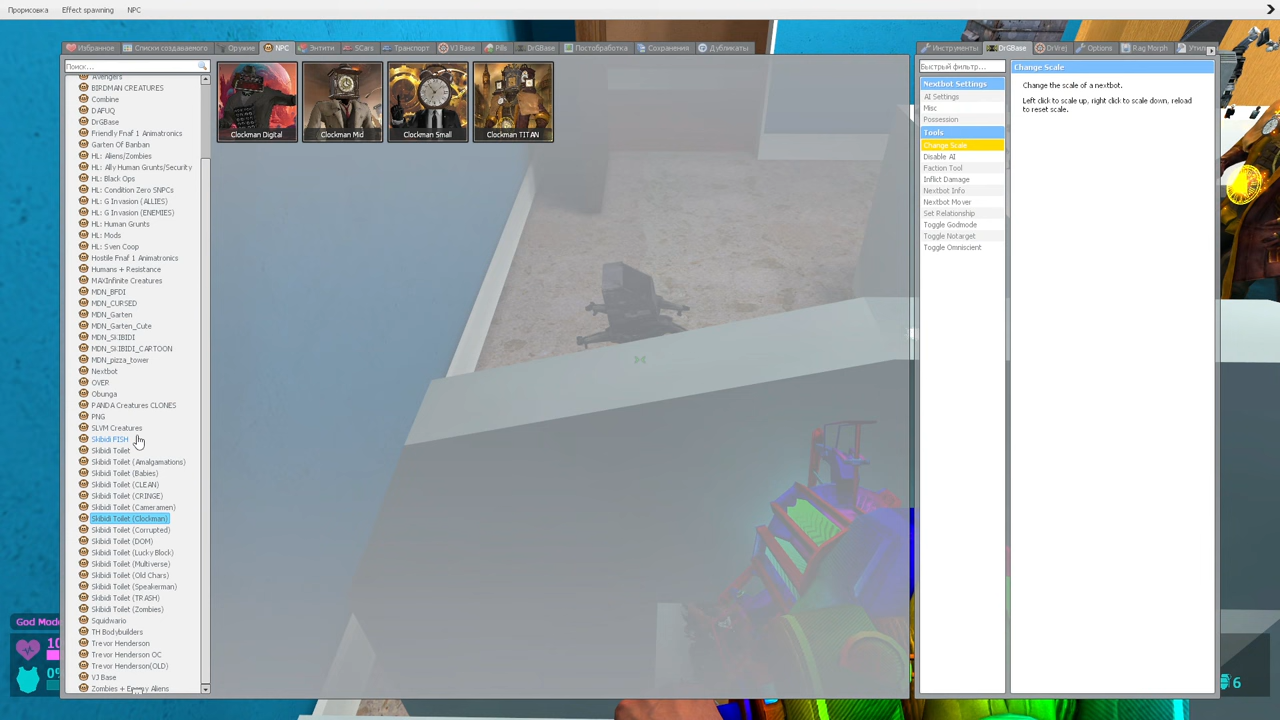 Прорисовка Effect spawning NPC
Избранное Списки создаваемого Оружие NPC Энтити SCars Транспорт VJ Base Pills DrGBase Постобработка Сохранения Дубликаты
Инструменты DrGBase DrVrej Options Rag Morph
Поиск...
Avengers
BIRDMAN CREATURES
Combine
DAFUQ
DrGBase
Friendly Fnaf 1 Animatronics
Garten Of Banban
HL: Aliens/Zombies
HL: Ally Human Grunts/Security
HL: Black Ops
HL: Condition Zero SNPCs
HL: G Invasion (ALLIES)
HL: G Invasion (ENEMIES)
HL: Human Grunts
HL: Mods
HL: Sven Coop
Hostile Fnaf 1 Animatronics
Humans + Resistance
MAXInfinite Creatures
MDN_BFDI
MDN_CURSED
MDN_Garten
MDN_Garten_Cute
MDN_SKIBIDI
MDN_SKIBIDI_CARTOON
MDN_pizza_tower
Nextbot
OVER
Obunga
PANDA Creatures CLONES
PNG
SLVM Creatures
Skibidi FISH
Skibidi Toilet
Skibidi Toilet (Amalgamations)
Skibidi Toilet (Babies)
Skibidi Toilet (CLEAN)
Skibidi Toilet (CRINGE)
Skibidi Toilet (Cameramen)
Skibidi Toilet (Clockman)
Skibidi Toilet (Corrupted)
Skibidi Toilet (DOM)
Skibidi Toilet (Lucky Block)
Skibidi Toilet (Multiverse)
Skibidi Toilet (Old Chars)
Skibidi Toilet (Speakerman)
Skibidi Toilet (TRASH)
Skibidi Toilet (Zombies)
Squidwario
TH Bodybuilders
Trevor Henderson
Trevor Henderson OC
Trevor Henderson(OLD)
VJ Base
Zombies + Enemy Aliens
Clockman Digital Clockman Mid Clockman Small Clockman TITAN
Быстрый фильтр...
Nextbot Settings
AI Settings
Misc
Possession
Tools
Change Scale
Disable AI
Faction Tool
Inflict Damage
Nextbot Info
Nextbot Mover
Set Relationship
Toggle Godmode
Toggle Notarget
Toggle Omniscient
Change Scale
Change the scale of a nextbot.
Left click to scale up, right click to scale down, reload
to reset scale.
God Mode
6